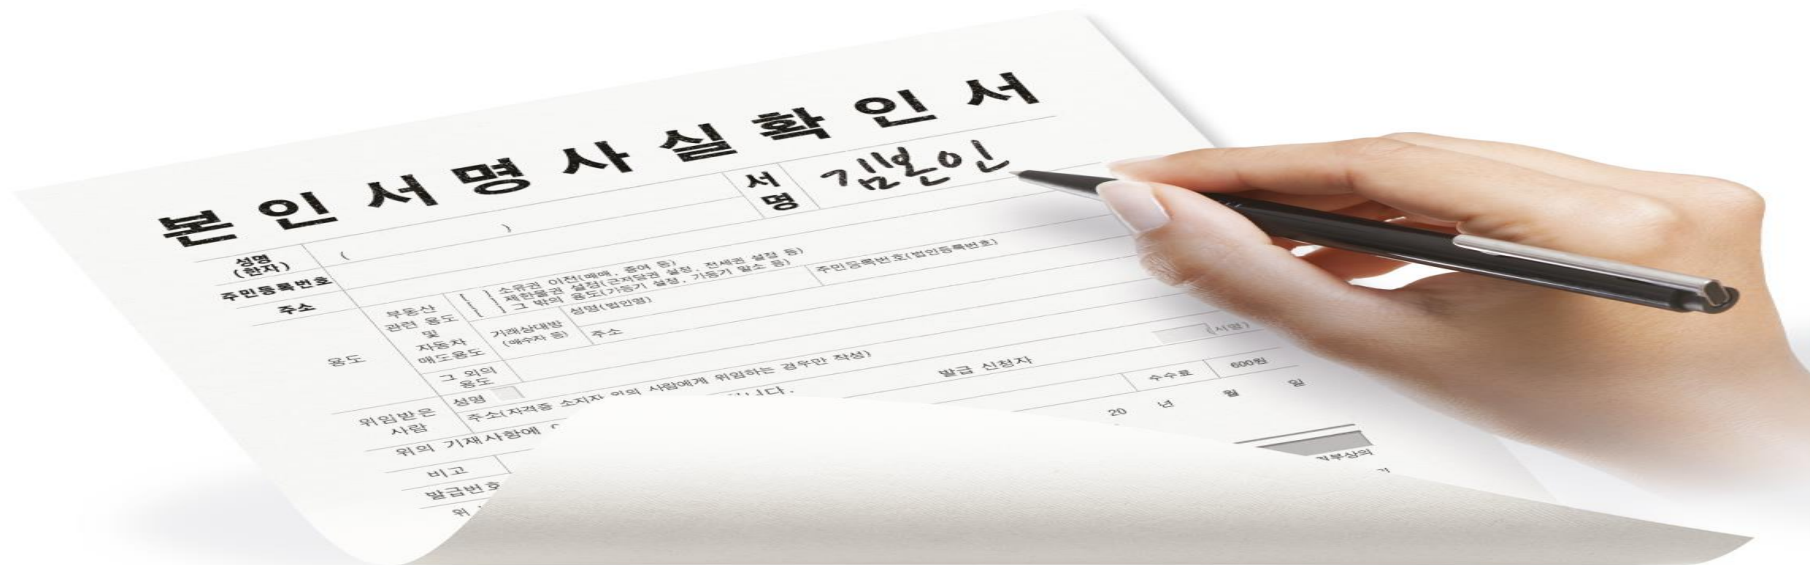 본인서명사실확인서
성명
(한자)
( )
서
명
김본인
주민등록번호
주소
용도
부동산
관련 용도
및
자동차
매도용도
[ ] 소유권 이전(매매, 증여 등)
[ ] 제한물권 설정(근저당권 설정, 전세권 설정 등)
[ ] 그 밖의 용도(가등기 설정, 가등기 말소 등)
거래상대방
(매수자 등)
성명(법인명)
주민등록번호(법인등록번호)
주소
그 외의
용도
위임받은
사람
성명
주소(자격증 소지자 외의 사람에게 위임하는 경우만 작성)
위의 기재사항에
니다.
발급 신청자
(서명)
비고
수수료
600원
발급번호
20 년 월 일
위